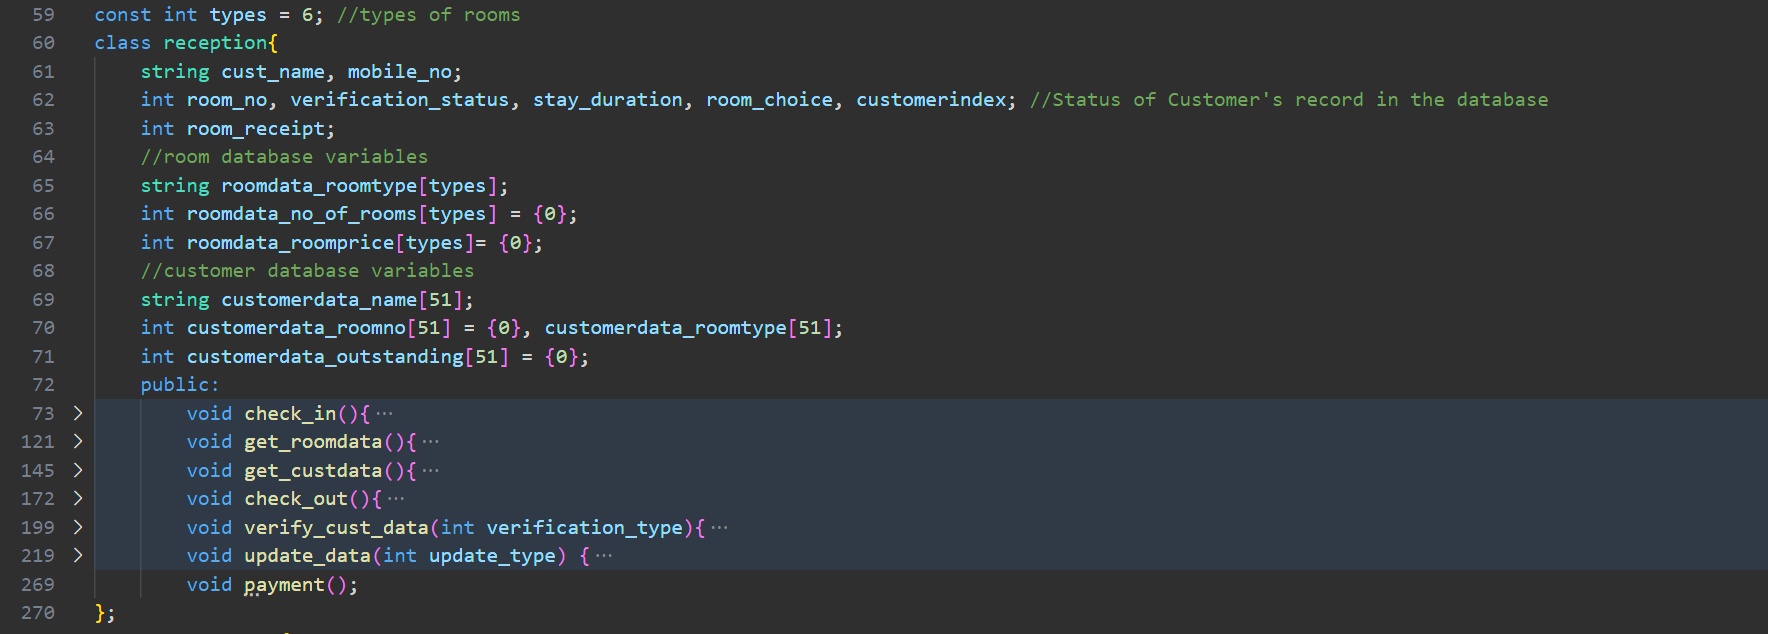 59 const int types = 6; //types of rooms
60 class reception{
61 string cust_name, mobile_no;
62 int room_no, verification_status, stay_duration, room_choice, customerindex; //Status of Customer's record in the database
63 int room_receipt;
64 //room database variables
65 string roomdata_roomtype[types];
66 int roomdata_no_of_rooms[types] = {0};
67 int roomdata_roomprice[types]= {0};
68 //customer database variables
69 string customerdata_name[51];
70 int customerdata_roomno[51] = {0}, customerdata_roomtype[51];
71 int customerdata_outstanding[51] = {0};
72 public:
73 > void check_in(){ ···
121 > void get_roomdata(){ ···
145 > void get_custdata(){ ···
172 > void check_out(){ ···
199 > void verify_cust_data(int verification_type){ ···
219 > void update_data(int update_type) { ···
269 void payment();
270 };